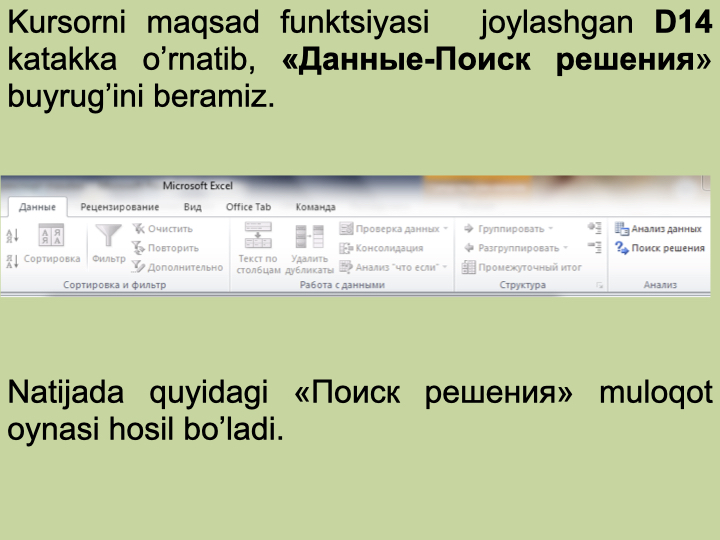 Kursorni maqsad funktsiyasi joylashgan D14
katakka o’rnatib, «Данные-Поиск решения»
buyrug’ini beramiz.
Microsoft Excel
Данные Рецензирование Вид Office Tab Команда
Сортировка
Фильтр
Очистить
Повторить
Дополнительно
Сортировка и фильтр
Текст по
столбцам
Удалить
дубликаты
Проверка данных
Консолидация
Анализ "что если"
Работа с данными
Группировать
Разгруппировать
Промежуточный итог
Структура
Анализ данных
Поиск решения
Анализ
Natijada quyidagi «Поиск решения» muloqot
oynasi hosil bo’ladi.